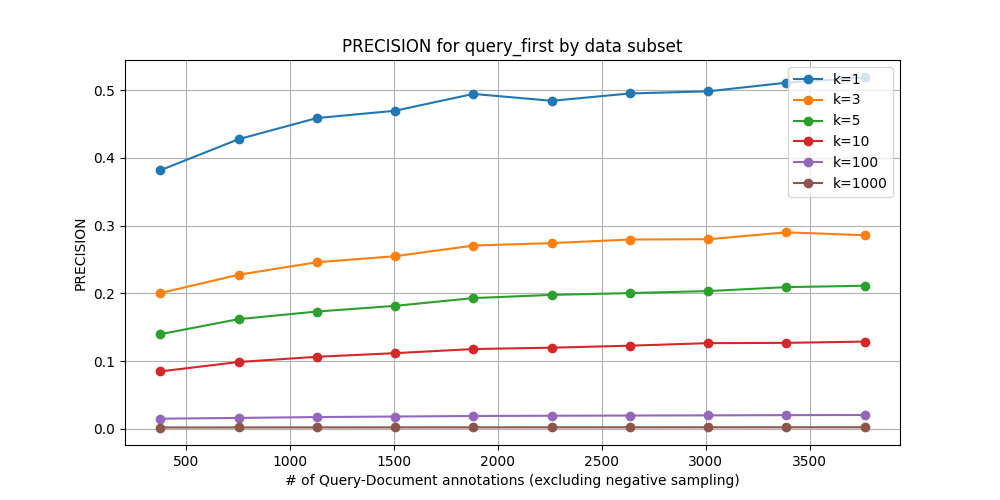 PRECISION for query_first by data subset
k=1
k=3
k=5
k=10
k=100
k=1000
PRECISION
0.5
0.4
0.3
0.2
0.1
0.0
500 1000 1500 2000 2500 3000 3500
# of Query-Document annotations (excluding negative sampling)